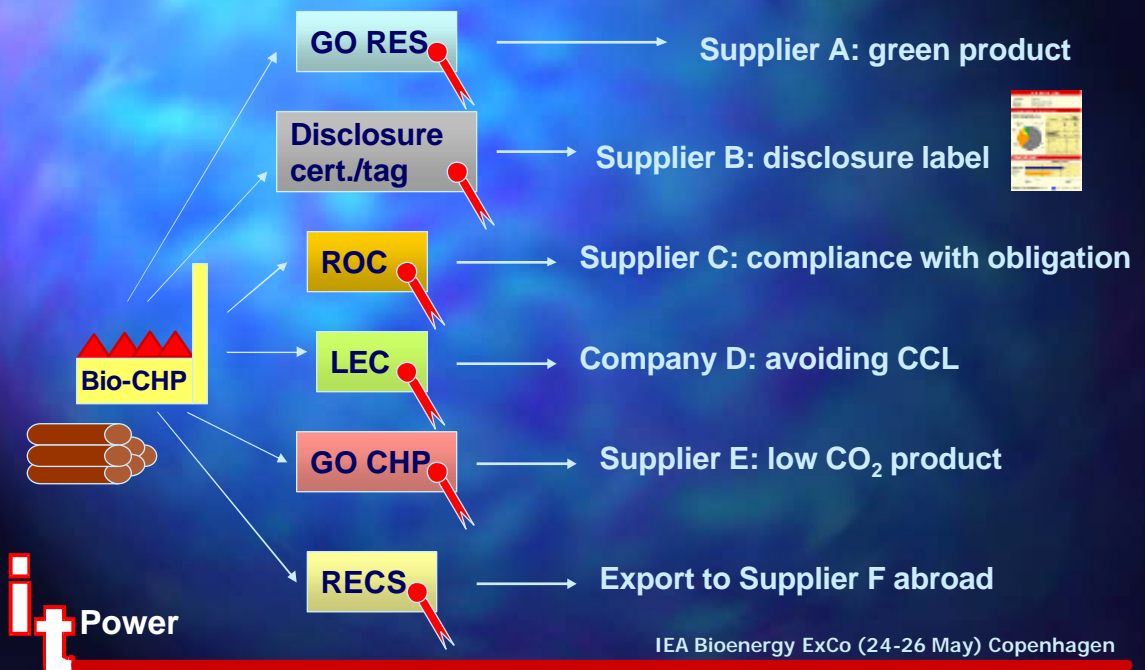 GO RES
Supplier A: green product
Disclosure
cert./tag
Supplier B: disclosure label
ROC
Supplier C: compliance with obligation
Bio-CHP
LEC
Company D: avoiding CCL
GO CHP
Supplier E: low CO₂ product
RECS
Export to Supplier F abroad
it Power
IEA Bioenergy ExCo (24-26 May) Copenhagen